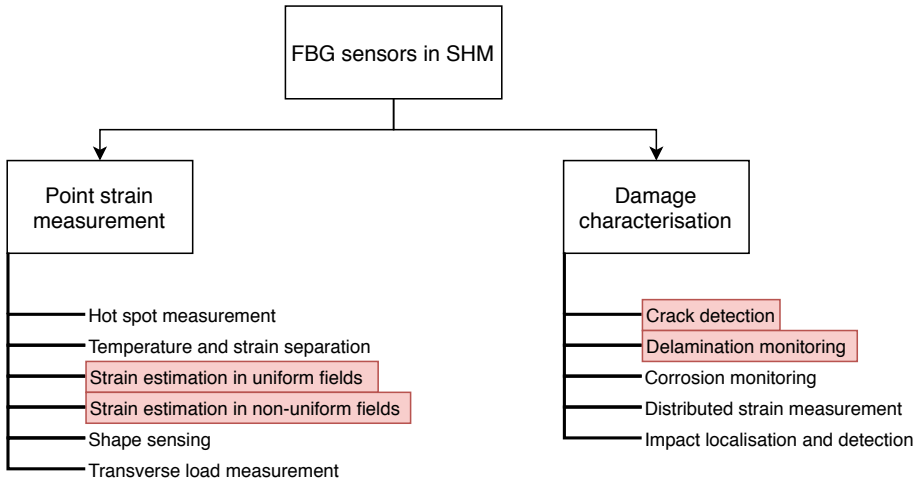 FBG sensors in SHM
Point strain
measurement
Hot spot measurement
Temperature and strain separation
Strain estimation in uniform fields
Strain estimation in non-uniform fields
Shape sensing
Transverse load measurement
Damage
characterisation
Crack detection
Delamination monitoring
Corrosion monitoring
Distributed strain measurement
Impact localisation and detection